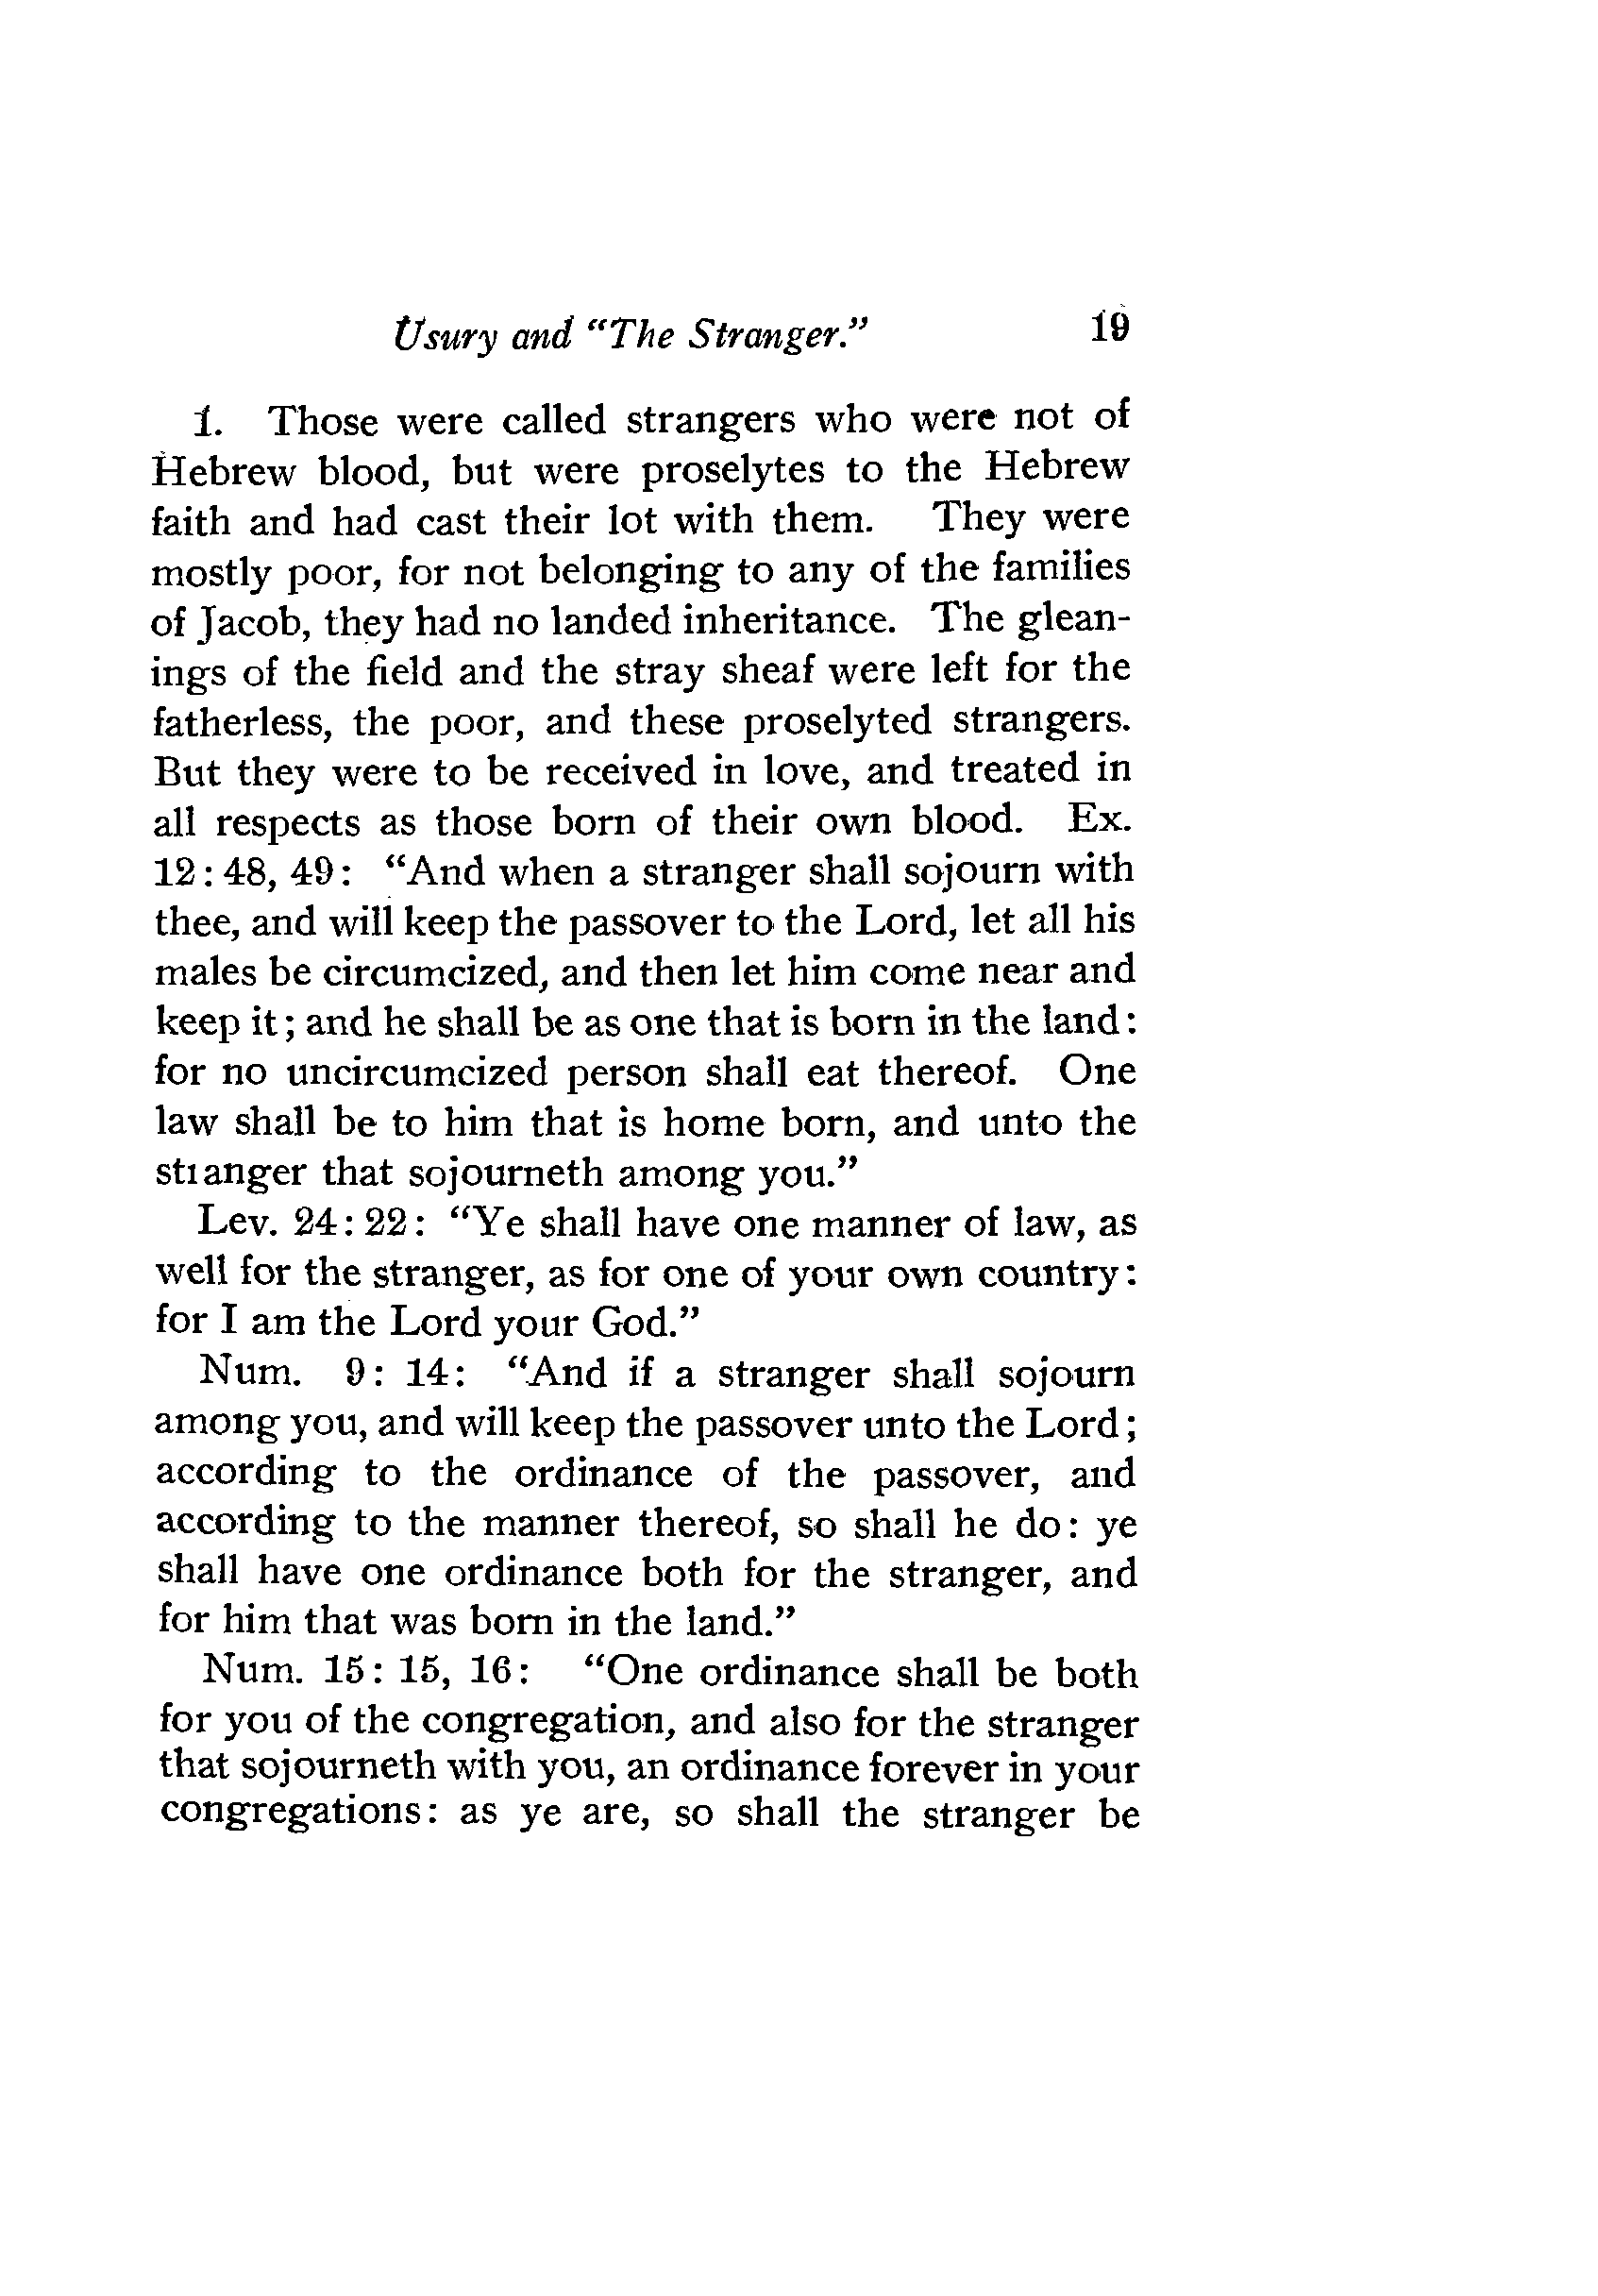 Usury and “The Stranger.” 19
1. Those were called strangers who were not of
Hebrew blood, but were proselytes to the Hebrew
faith and had cast their lot with them. They were
mostly poor, for not belonging to any of the families
of Jacob, they had no landed inheritance. The glean-
ings of the field and the stray sheaf were left for the
fatherless, the poor, and these proselyted strangers.
But they were to be received in love, and treated in
all respects as those born of their own blood. Ex.
12: 48, 49: “And when a stranger shall sojourn with
thee, and will keep the passover to the Lord, let all his
males be circumcized, and then let him come near and
keep it; and he shall be as one that is born in the land:
for no uncircumcized person shall eat thereof. One
law shall be to him that is home born, and unto the
stranger that sojourneth among you.”
Lev. 24: 22: “Ye shall have one manner of law, as
well for the stranger, as for one of your own country:
for I am the Lord your God.”
Num. 9: 14: “And if a stranger shall sojourn
among you, and will keep the passover unto the Lord;
according to the ordinance of the passover, and
according to the manner thereof, so shall he do: ye
shall have one ordinance both for the stranger, and
for him that was born in the land.”
Num. 15: 15, 16: “One ordinance shall be both
for you of the congregation, and also for the stranger
that sojourneth with you, an ordinance forever in your
congregations: as ye are, so shall the stranger be